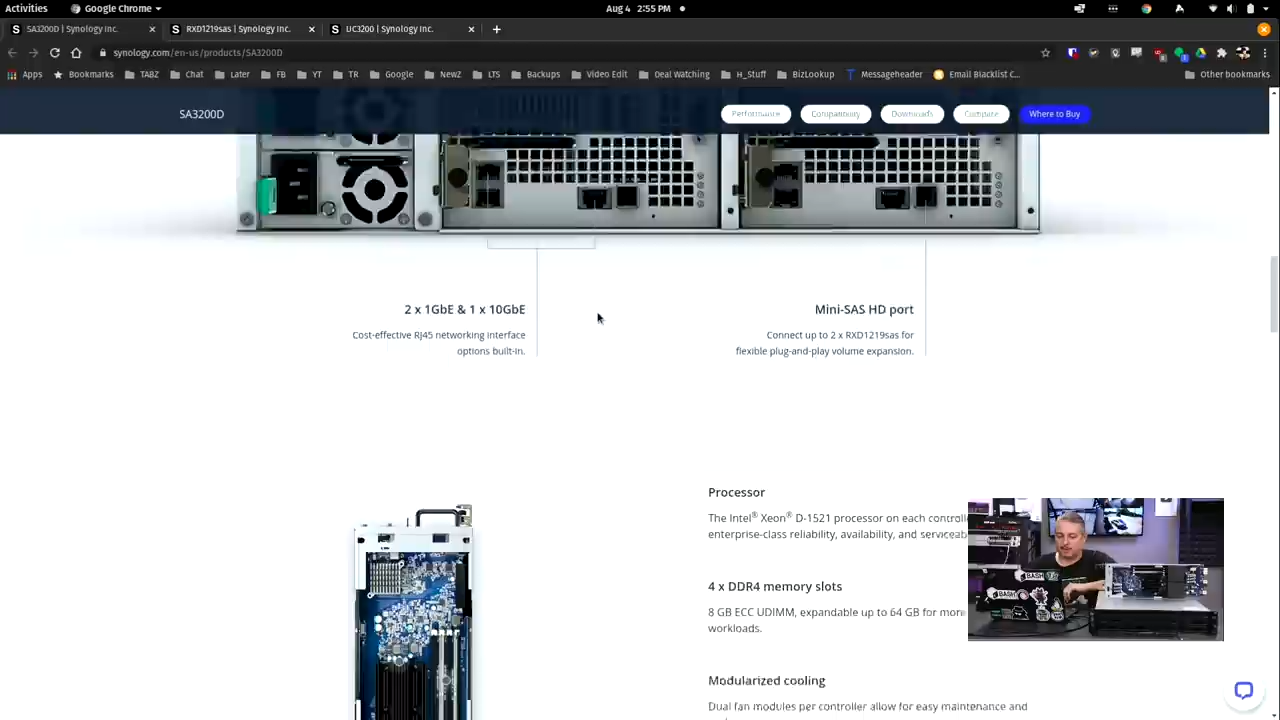 Activities
Google Chrome
Aug 4 2:55 PM
SA3200D | Synology Inc.
RXD1219sas | Synology Inc.
UC3200 | Synology Inc.
synology.com/en-us/products/SA3200D
Apps
Bookmarks
TABZ
Chat
Later
FB
YT
TR
Google
NewZ
LTS
Backups
Video Edit
Deal Watching
H_Stuff
BizLookup
Messageheader
Email Blacklist C...
Other bookmarks
SA3200D
Performance
Compatibility
Downloads
Compare
Where to Buy
2 x 1GbE & 1 x 10GbE
Cost-effective RJ45 networking interface
options built-in.
Mini-SAS HD port
Connect up to 2 x RXD1219sas for
flexible plug-and-play volume expansion.
Processor
The Intel® Xeon® D-1521 processor on each controll
enterprise-class reliability, availability, and serviceab
4 x DDR4 memory slots
8 GB ECC UDIMM, expandable up to 64 GB for more
workloads.
Modularized cooling
Dual fan modules per controller allow for easy maintenance and